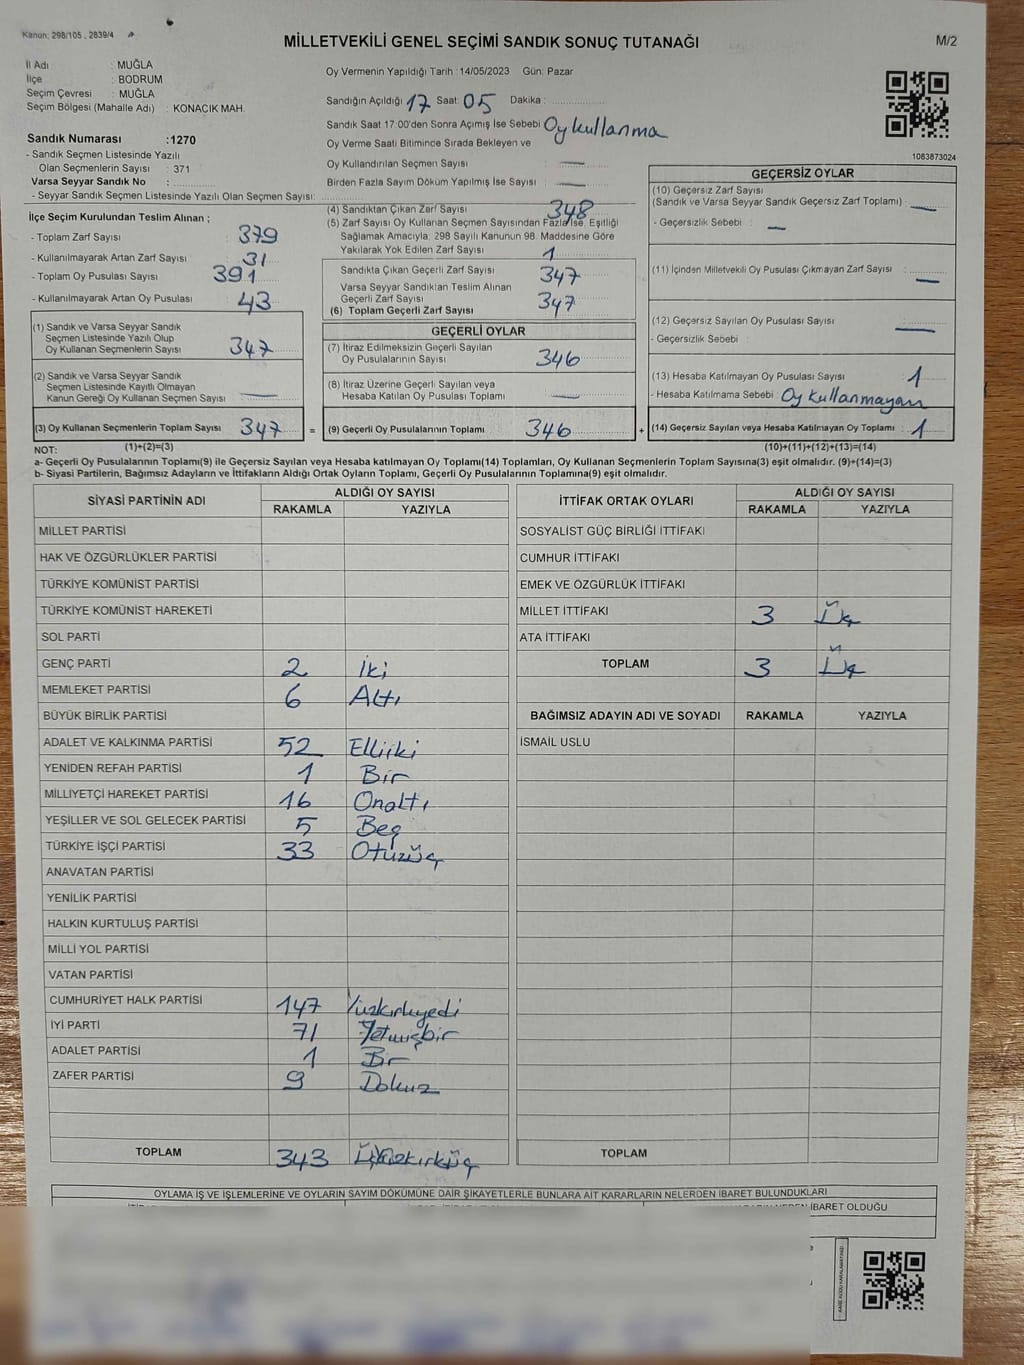 Kanun: 298/105 , 2839/4
MİLLETVEKİLİ GENEL SEÇİMİ SANDIK SONUÇ TUTANAĞI
M/2
İl Adı : MUĞLA
İlçe : BODRUM
Seçim Çevresi : MUĞLA
Seçim Bölgesi (Mahalle Adı) : KONACIK MAH.
Sandık Numarası :1270
- Sandık Seçmen Listesinde Yazılı
Olan Seçmenlerin Sayısı : 371
Varsa Seyyar Sandık No :
- Seyyar Sandık Seçmen Listesinde Yazılı Olan Seçmen Sayısı:
Oy Vermenin Yapıldığı Tarih :14/05/2023 Gün: Pazar
Sandığın Açıldığı 17 Saat: 05 Dakika :
Sandık Saat 17:00'den Sonra Açımış İse Sebebi Oy kullanma
Oy Verme Saati Bitiminde Sırada Bekleyen ve
Oy Kullandırılan Seçmen Sayısı —
Birden Fazla Sayım Döküm Yapılmış İse Sayısı : —
1083873024
İlçe Seçim Kurulundan Teslim Alınan ;
- Toplam Zarf Sayısı : 379
- Kullanılmayarak Artan Zarf Sayısı : 31
- Toplam Oy Pusulası Sayısı 391
- Kullanılmayarak Artan Oy Pusulası : 43
(1) Sandık ve Varsa Seyyar Sandık
Seçmen Listesinde Yazılı Olup
Oy Kullanan Seçmenlerin Sayısı 347
(2) Sandık ve Varsa Seyyar Sandık
Seçmen Listesinde Kayıtlı Olmayan
Kanun Gereği Oy Kullanan Seçmen Sayısı : —
(3) Oy Kullanan Seçmenlerin Toplam Sayısı 347
(1)+(2)=(3)
(4) Sandıktan Çıkan Zarf Sayısı 348
(5) Zarf Sayısı Oy Kullanan Seçmen Sayısından Fazla İse, Eşitliği
Sağlamak Amacıyla; 298 Sayılı Kanunun 98. Maddesine Göre
Yakılarak Yok Edilen Zarf Sayısı 1
Sandıkta Çıkan Geçerli Zarf Sayısı 347
Varsa Seyyar Sandıktan Teslim Alınan
Geçerli Zarf Sayısı 347
(6) Toplam Geçerli Zarf Sayısı
GEÇERLİ OYLAR
(7) İtiraz Edilmeksizin Geçerli Sayılan
Oy Pusulalarının Sayısı 346
(8) İtiraz Üzerine Geçerli Sayılan veya
Hesaba Katılan Oy Pusulası Toplamı —
= (9) Geçerli Oy Pusulalarının Toplamı 346
GEÇERSİZ OYLAR
(10) Geçersiz Zarf Sayısı
(Sandık ve Varsa Seyyar Sandık Geçersiz Zarf Toplamı) : —
- Geçersizlik Sebebi : —
(11) İçinden Milletvekili Oy Pusulası Çıkmayan Zarf Sayısı : —
(12) Geçersiz Sayılan Oy Pusulası Sayısı : —
- Geçersizlik Sebebi :
(13) Hesaba Katılmayan Oy Pusulası Sayısı : 1
- Hesaba Katılmama Sebebi : Oy kullanmayan
+ (14) Geçersiz Sayılan veya Hesaba Katılmayan Oy Toplamı : 1
(10)+(11)+(12)+(13)=(14)
NOT:
a- Geçerli Oy Pusulalarının Toplamı(9) ile Geçersiz Sayılan veya Hesaba katılmayan Oy Toplamı(14) Toplamları, Oy Kullanan Seçmenlerin Toplam Sayısına(3) eşit olmalıdır. (9)+(14)=(3)
b- Siyasi Partilerin, Bağımsız Adayların ve İttifakların Aldığı Ortak Oyların Toplamı, Geçerli Oy Pusulalarının Toplamına(9) eşit olmalıdır.
SİYASİ PARTİNİN ADI ALDIĞI OY SAYISI
RAKAMLA YAZIYLA
MİLLET PARTİSİ
HAK VE ÖZGÜRLÜKLER PARTİSİ
TÜRKİYE KOMÜNİST PARTİSİ
TÜRKİYE KOMÜNİST HAREKETİ
SOL PARTİ
GENÇ PARTİ 2 İki
MEMLEKET PARTİSİ 6 Altı
BÜYÜK BİRLİK PARTİSİ
ADALET VE KALKINMA PARTİSİ 52 Elliiki
YENİDEN REFAH PARTİSİ 1 Bir
MİLLİYETÇİ HAREKET PARTİSİ 16 Onaltı
YEŞİLLER VE SOL GELECEK PARTİSİ 5 Beş
TÜRKİYE İŞÇİ PARTİSİ 33 Otuzüç
ANAVATAN PARTİSİ
YENİLİK PARTİSİ
HALKIN KURTULUŞ PARTİSİ
MİLLİ YOL PARTİSİ
VATAN PARTİSİ
CUMHURİYET HALK PARTİSİ 147 Yüzkırkyedi
İYİ PARTİ 71 Yetmişbir
ADALET PARTİSİ 1 Bir
ZAFER PARTİSİ 9 Dokuz
TOPLAM 343 Üçyüzkırküç
İTTİFAK ORTAK OYLARI ALDIĞI OY SAYISI
RAKAMLA YAZIYLA
SOSYALİST GÜÇ BİRLİĞİ İTTİFAKI
CUMHUR İTTİFAKI
EMEK VE ÖZGÜRLÜK İTTİFAKI
MİLLET İTTİFAKI 3 Üç
ATA İTTİFAKI
TOPLAM 3 Üç
BAĞIMSIZ ADAYIN ADI VE SOYADI RAKAMLA YAZIYLA
İSMAİL USLU
TOPLAM
OYLAMA İŞ VE İŞLEMLERİNE VE OYLARIN SAYIM DÖKÜMÜNE DAİR ŞİKAYETLERLE BUNLARA AİT KARARLARIN NELERDEN İBARET BULUNDUKLARI
İBARET OLDUĞU